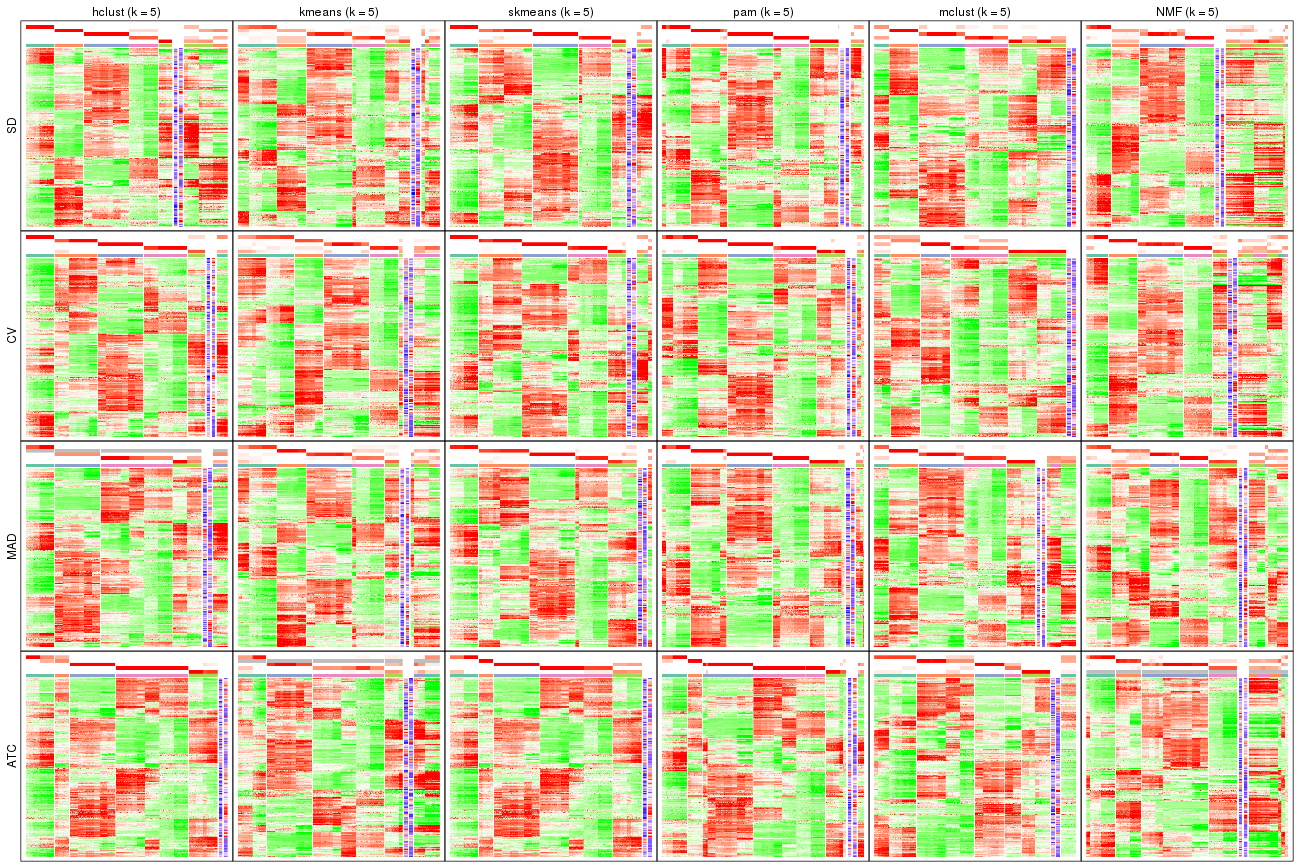 hclust (k = 5) kmeans (k = 5) skmeans (k = 5) pam (k = 5) mclust (k = 5) NMF (k = 5)
SD
CV
MAD
ATC